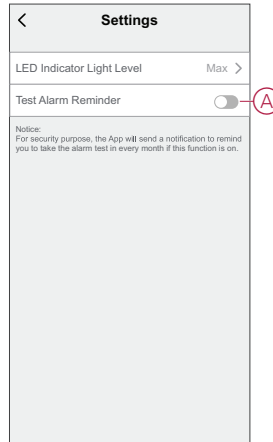 Settings
LED Indicator Light Level Max
Test Alarm Reminder
A
Notice:
For security purpose, the App will send a notification to remind
you to take the alarm test in every month if this function is on.